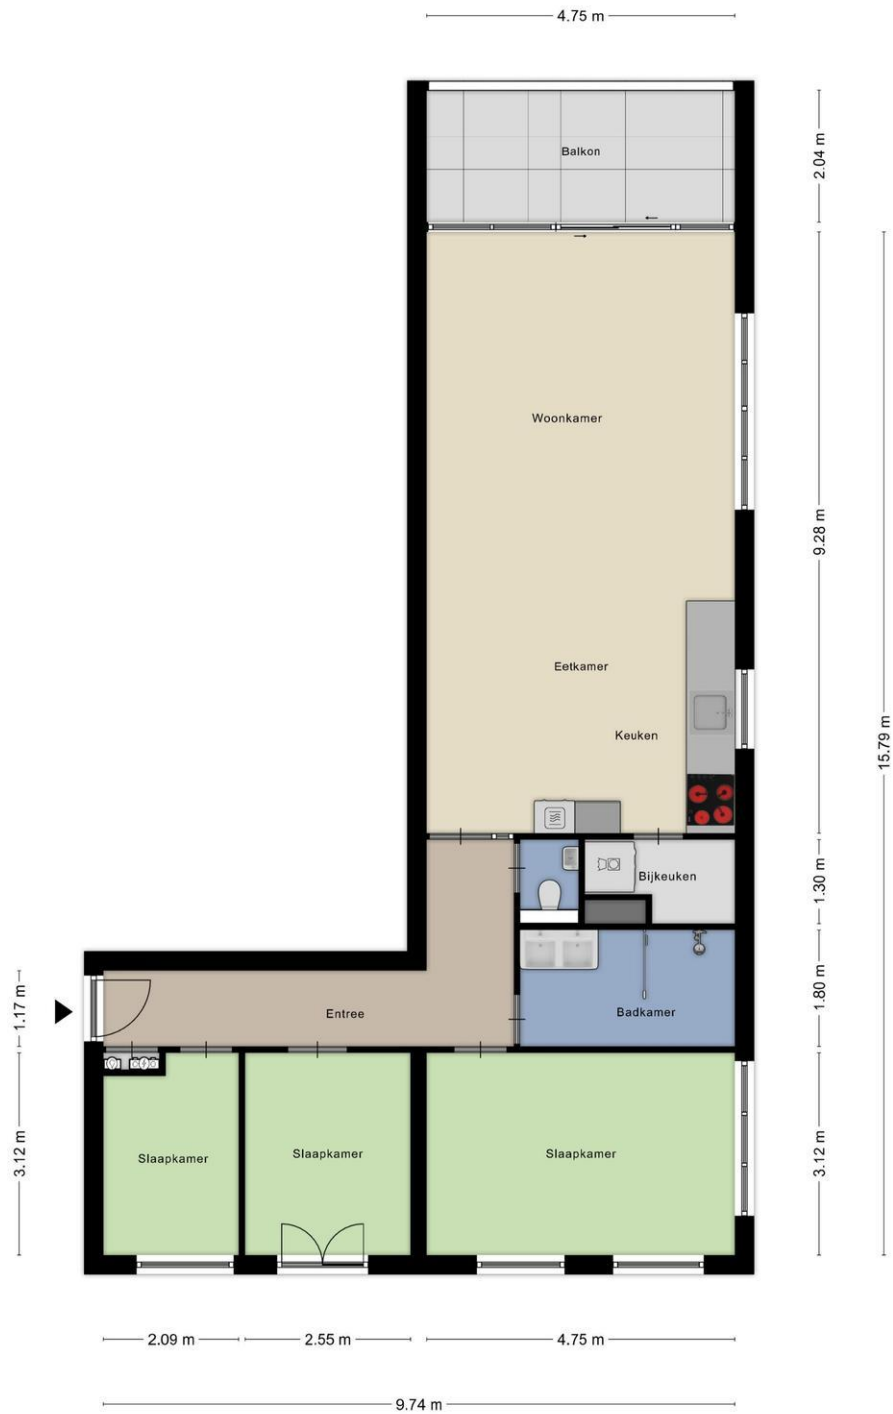 4.75 m
Balkon
2.04 m
Woonkamer
9.28 m
Eetkamer
Keuken
15.79 m
Bijkeuken
1.30 m
1.80 m
1.17 m
Entree
Badkamer
3.12 m
Slaapkamer
Slaapkamer
Slaapkamer
3.12 m
2.09 m
2.55 m
4.75 m
9.74 m